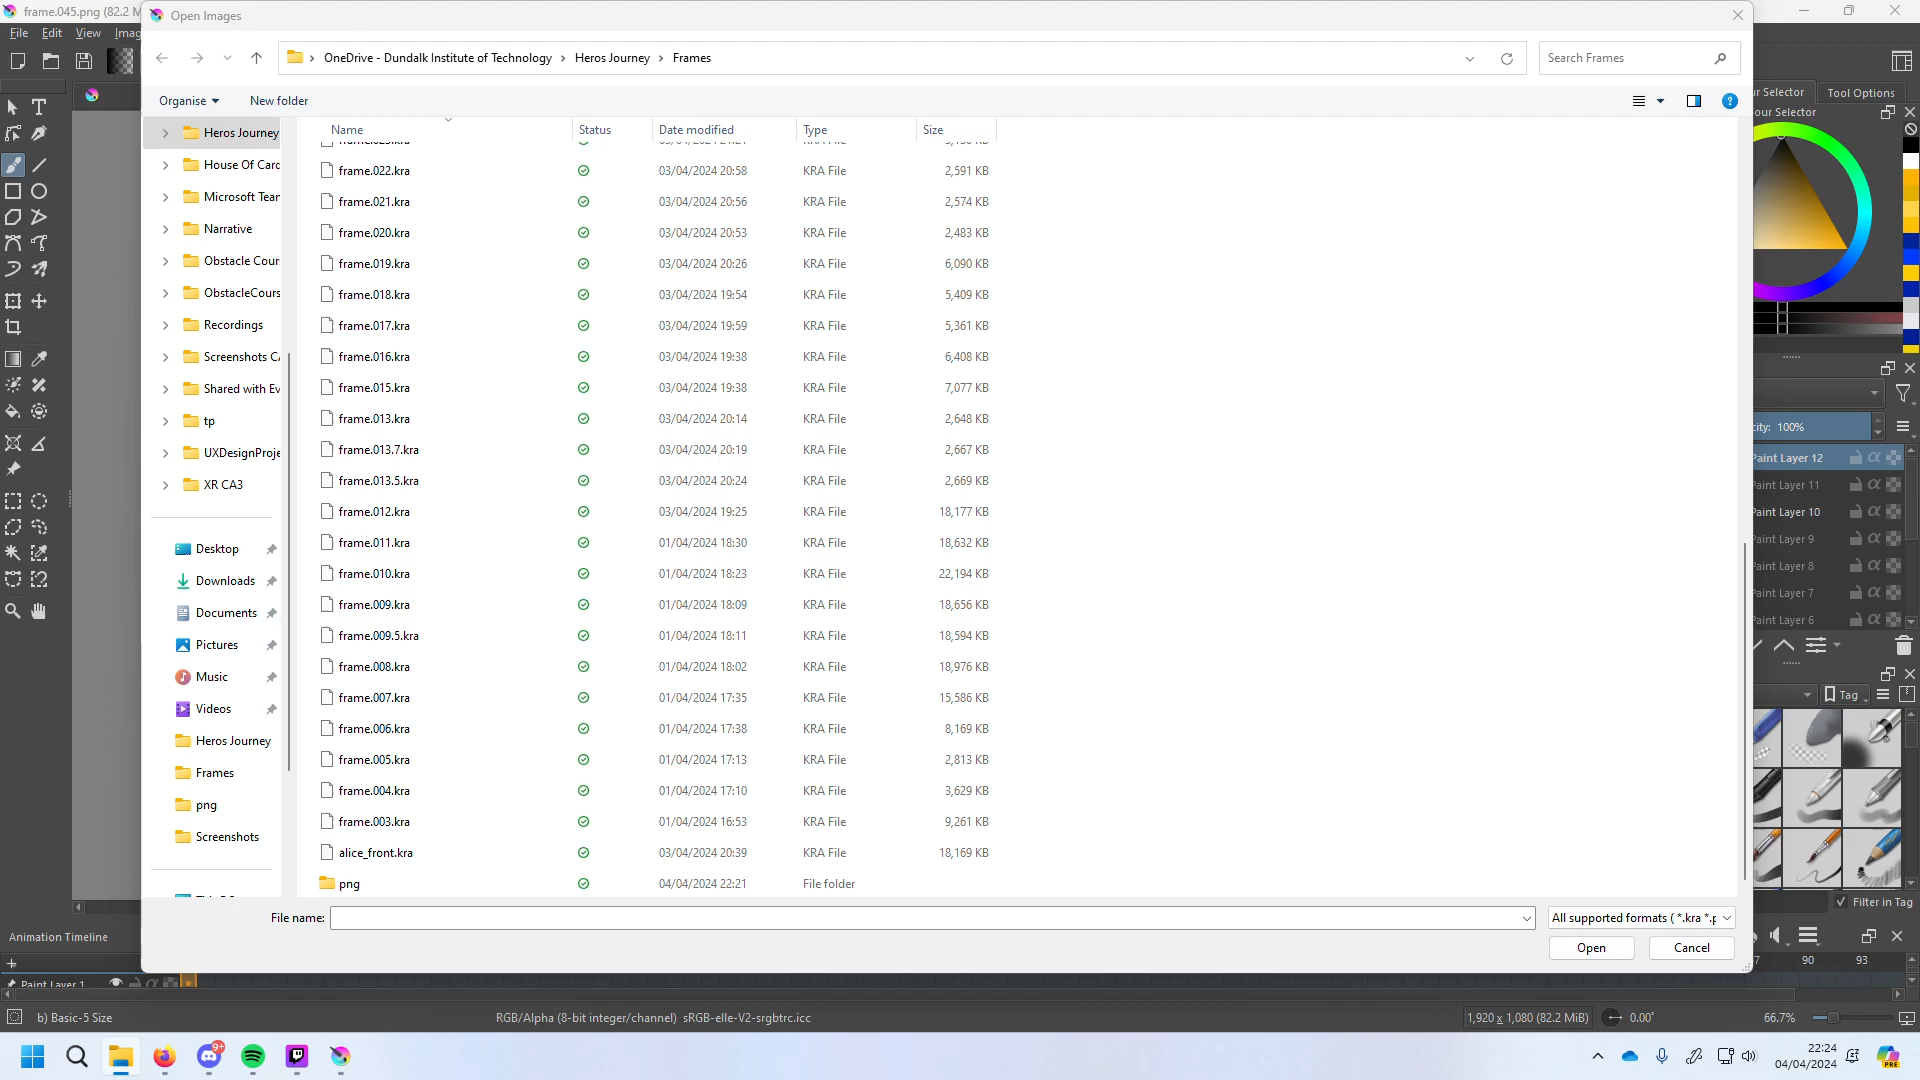 frame.045.png (82.2 M
Open Images
File
Edit
View
Imag
OneDrive - Dundalk Institute of Technology
Heros Journey
Frames
Search Frames
Organise
New folder
Heros Journey
House Of Card
Microsoft Tean
Narrative
Obstacle Cour
ObstacleCours
Recordings
Screenshots CA
Shared with Ev
tp
UXDesignProje
XR CA3
Desktop
Downloads
Documents
Pictures
Music
Videos
Heros Journey
Frames
png
Screenshots
Name Status Date modified Type Size
frame.022.kra 03/04/2024 20:58 KRA File 2,591 KB
frame.021.kra 03/04/2024 20:56 KRA File 2,574 KB
frame.020.kra 03/04/2024 20:53 KRA File 2,483 KB
frame.019.kra 03/04/2024 20:26 KRA File 6,090 KB
frame.018.kra 03/04/2024 19:54 KRA File 5,409 KB
frame.017.kra 03/04/2024 19:59 KRA File 5,361 KB
frame.016.kra 03/04/2024 19:38 KRA File 6,408 KB
frame.015.kra 03/04/2024 19:38 KRA File 7,077 KB
frame.013.kra 03/04/2024 20:14 KRA File 2,648 KB
frame.013.7.kra 03/04/2024 20:19 KRA File 2,667 KB
frame.013.5.kra 03/04/2024 20:24 KRA File 2,669 KB
frame.012.kra 03/04/2024 19:25 KRA File 18,177 KB
frame.011.kra 01/04/2024 18:30 KRA File 18,632 KB
frame.010.kra 01/04/2024 18:23 KRA File 22,194 KB
frame.009.kra 01/04/2024 18:09 KRA File 18,656 KB
frame.009.5.kra 01/04/2024 18:11 KRA File 18,594 KB
frame.008.kra 01/04/2024 18:02 KRA File 18,976 KB
frame.007.kra 01/04/2024 17:35 KRA File 15,586 KB
frame.006.kra 01/04/2024 17:38 KRA File 8,169 KB
frame.005.kra 01/04/2024 17:13 KRA File 2,813 KB
frame.004.kra 01/04/2024 17:10 KRA File 3,629 KB
frame.003.kra 01/04/2024 16:53 KRA File 9,261 KB
alice_front.kra 03/04/2024 20:39 KRA File 18,169 KB
png 04/04/2024 22:21 File folder
File name:
All supported formats ( *.kra *.p
Open
Cancel
ur Selector
Tool Options
our Selector
city: 100%
Paint Layer 12
Paint Layer 11
Paint Layer 10
Paint Layer 9
Paint Layer 8
Paint Layer 7
Paint Layer 6
Tag
Filter in Tag
Animation Timeline
7 90 93
Paint Layer 1
b) Basic-5 Size
RGB/Alpha (8-bit integer/channel) sRGB-elle-V2-srgbtrc.icc
1,920 x 1,080 (82.2 MiB)
0.00°
66.7%
9+
22:24
04/04/2024
PRE